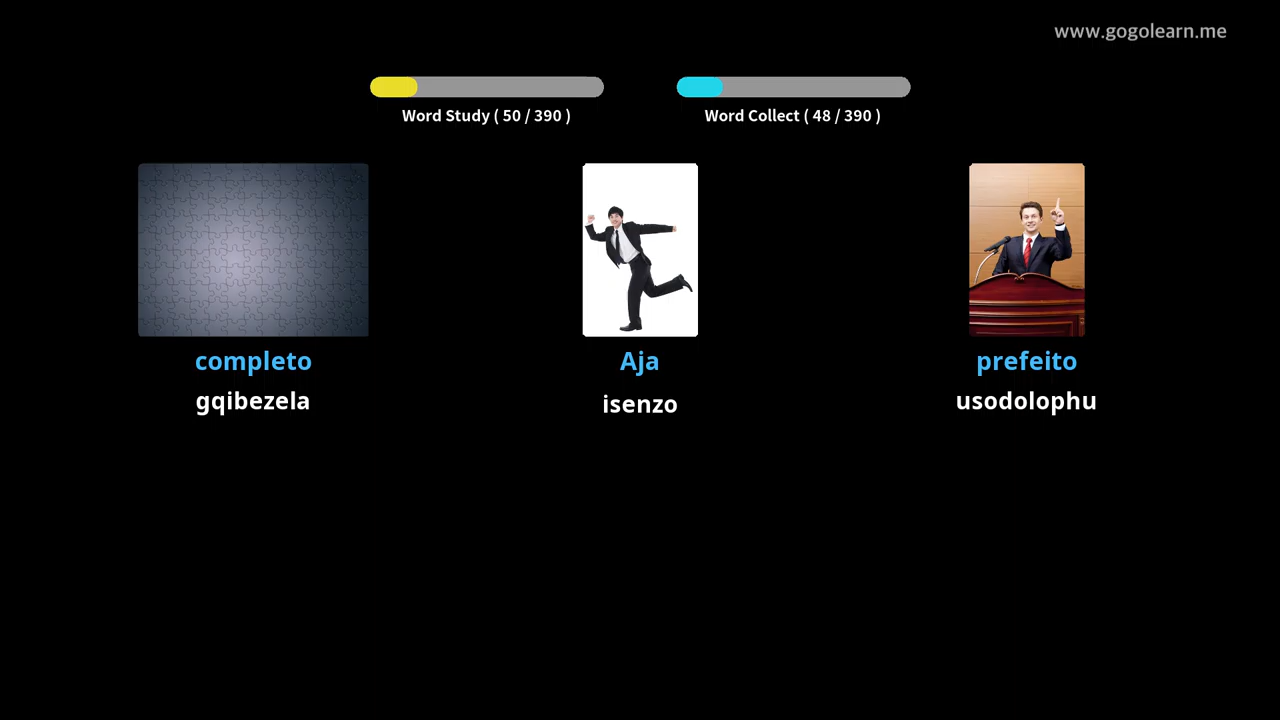 www.gogolearn.me
Word Study ( 50 / 390 )
Word Collect ( 48 / 390 )
completo
Aja
prefeito
gqibezela
isenzo
usodolophu